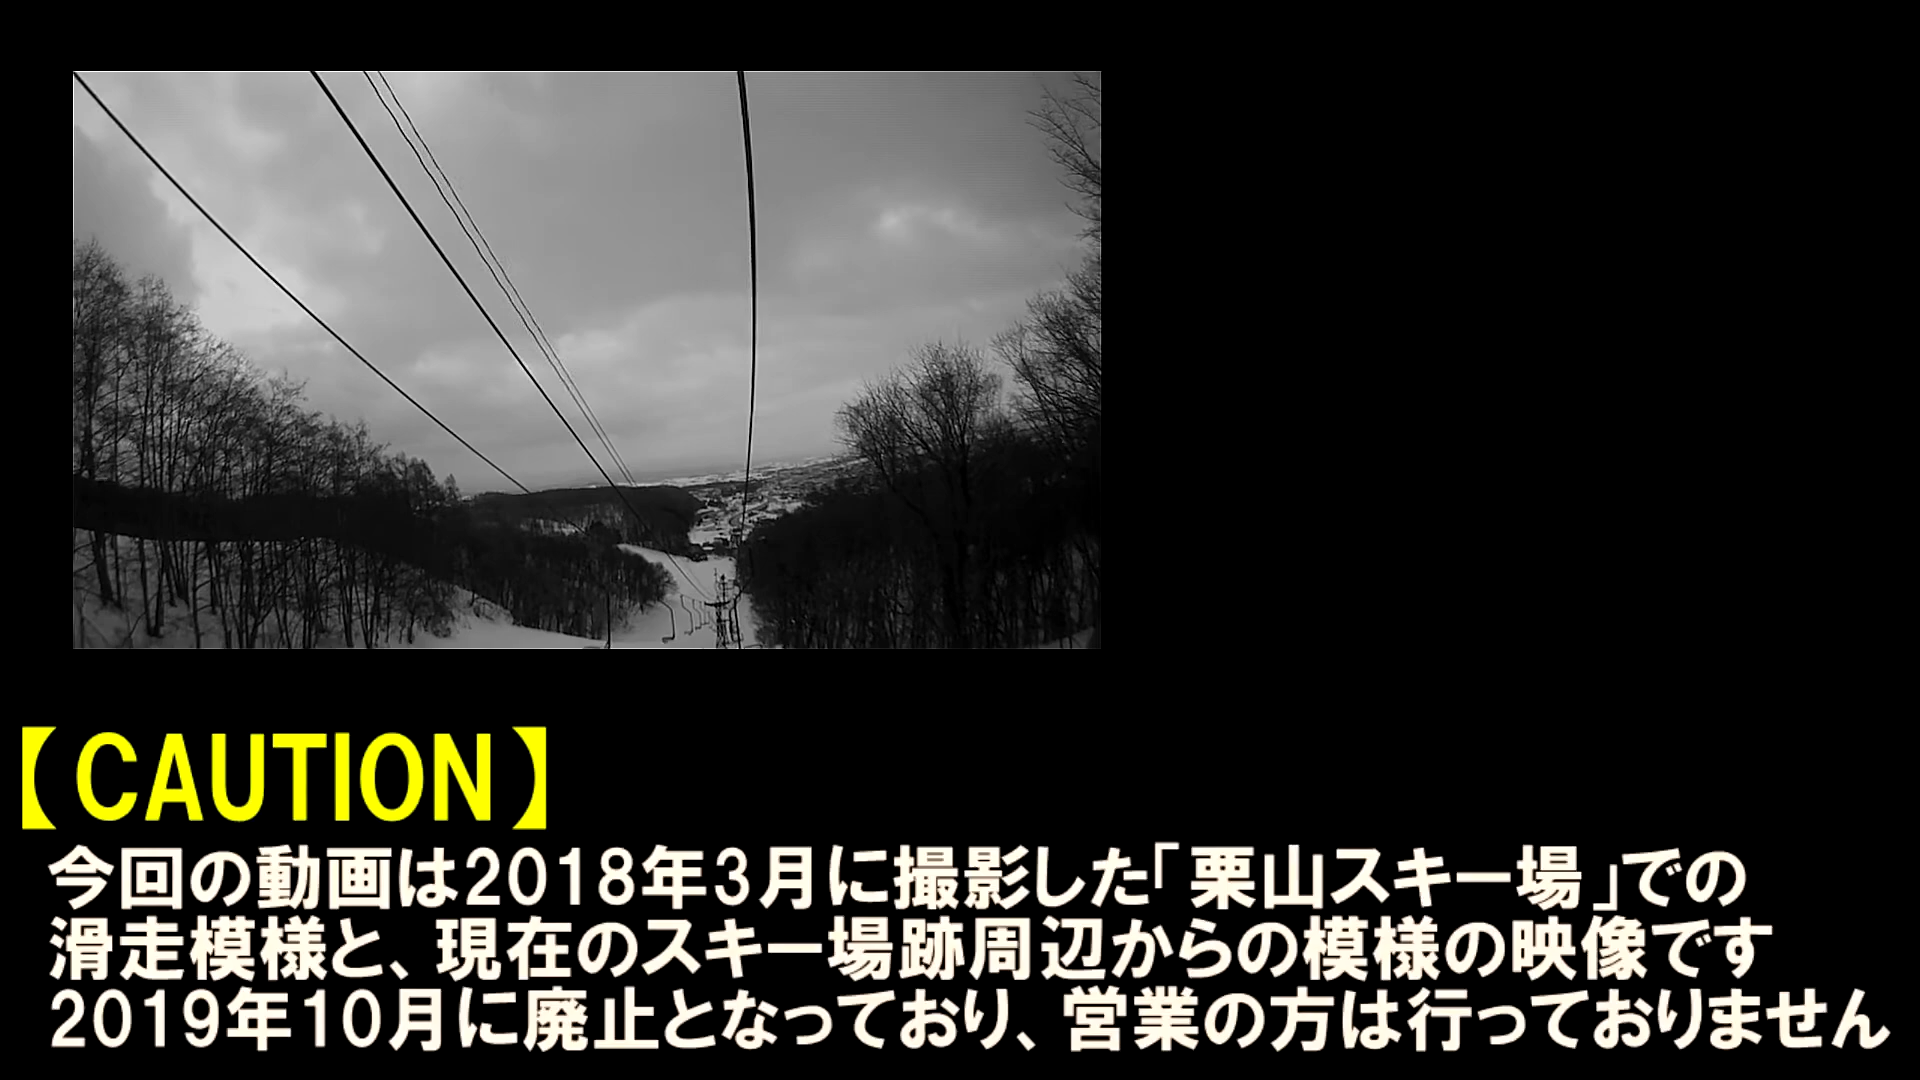 【CAUTION】
今回の動画は2018年3月に撮影した「栗山スキー場」での
滑走模様と、現在のスキー場跡周辺からの模様の映像です
2019年10月に廃止となっており、営業の方は行っておりません